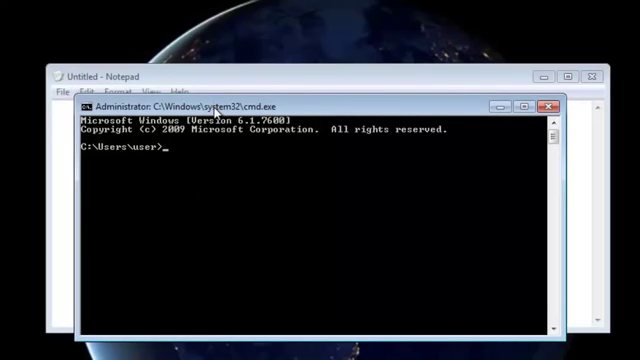 Untitled - Notepad
File Edit Format View Help
Administrator: C:\Windows\system32\cmd.exe
Microsoft Windows [Version 6.1.7600]
Copyright (c) 2009 Microsoft Corporation. All rights reserved.
C:\Users\user>_